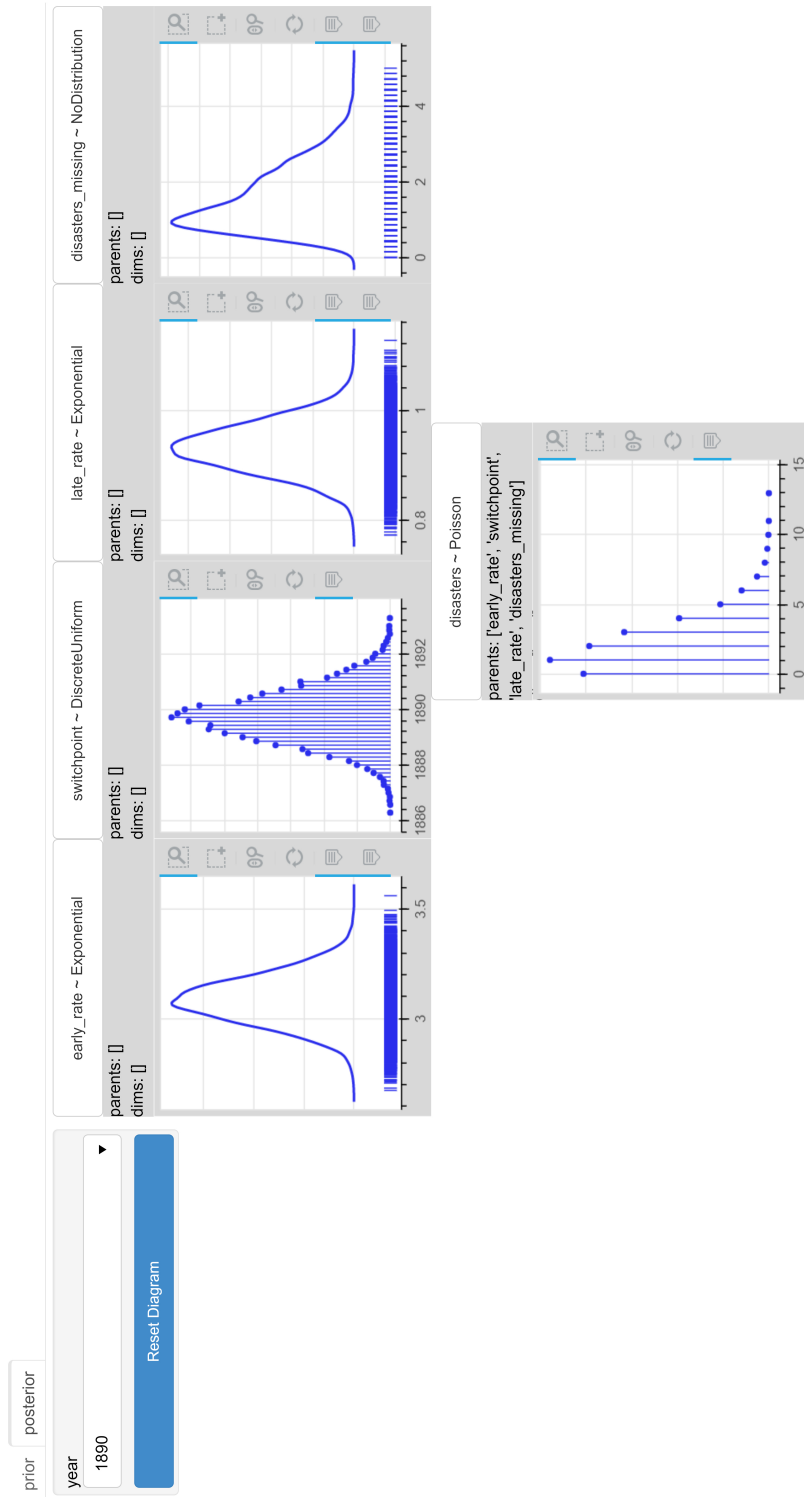 prior posterior
year
1890
Reset Diagram
early_rate ~ Exponential
parents: []
dims: []
3 3.5
switchpoint ~ DiscreteUniform
parents: []
dims: []
1886 1888 1890 1892
late_rate ~ Exponential
parents: []
dims: []
0.8 1
disasters_missing ~ NoDistribution
parents: []
dims: []
0 2 4
disasters ~ Poisson
parents: ['early_rate', 'switchpoint',
'late_rate', 'disasters_missing']
0 5 10 15